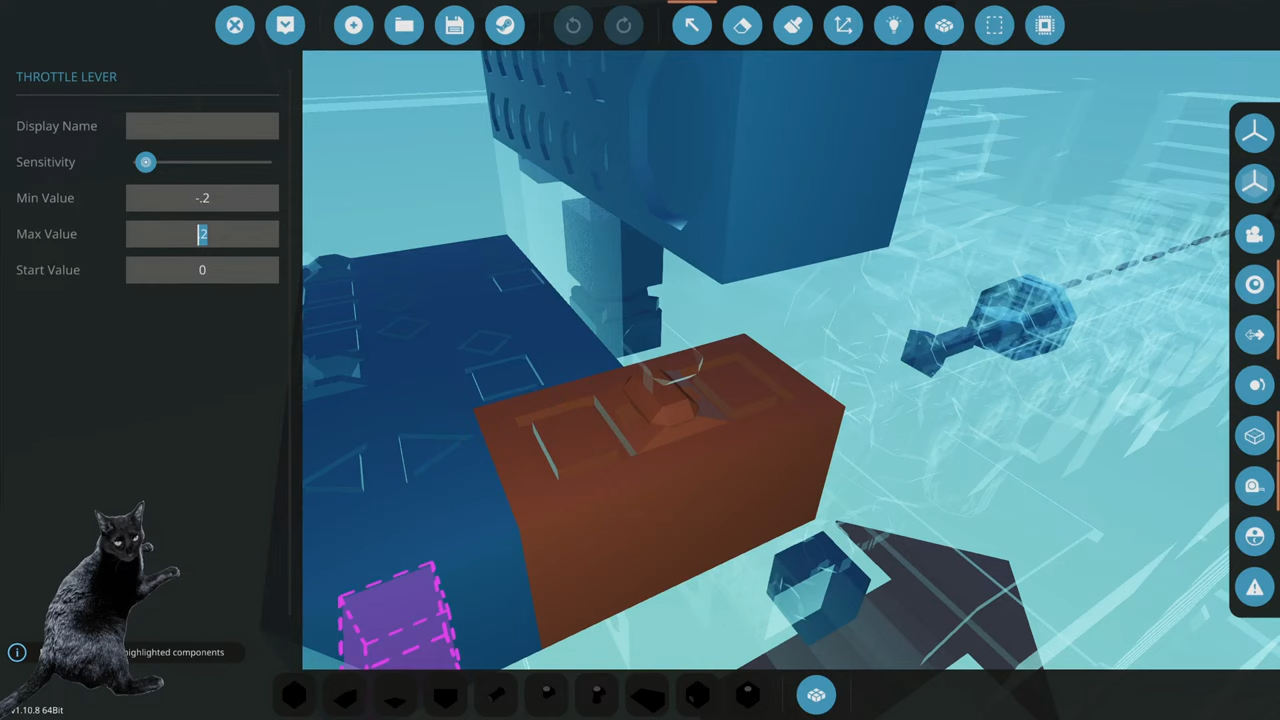 THROTTLE LEVER
Display Name
Sensitivity
Min Value
-.2
Max Value
.2
Start Value
0
highlighted components
v1.10.8 64Bit